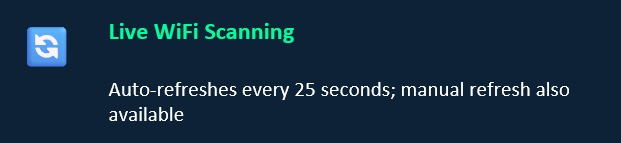 Live WiFi Scanning
Auto-refreshes every 25 seconds; manual refresh also
available